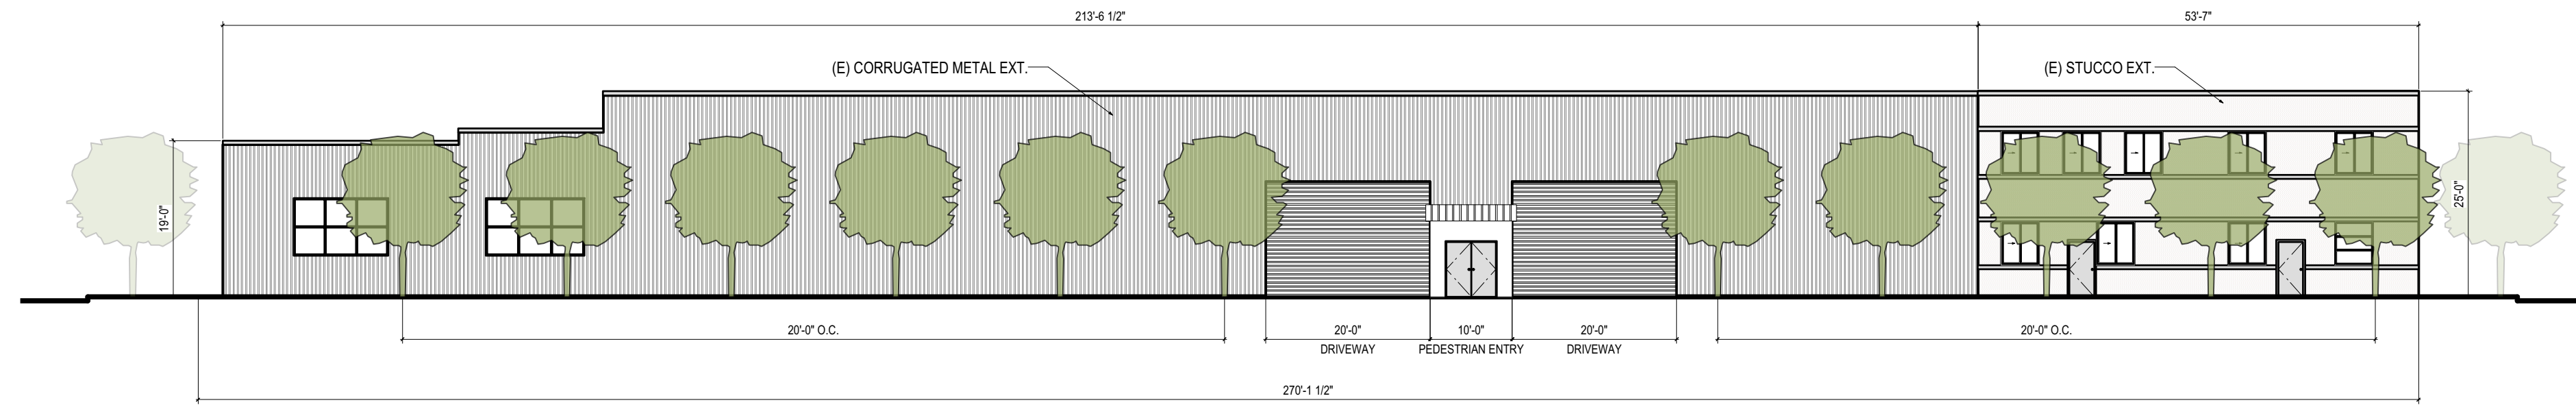 213'-6 1/2"
53'-7"
(E) CORRUGATED METAL EXT.
(E) STUCCO EXT.
19'-0"
25'-0"
20'-0" O.C.
20'-0"
10'-0"
20'-0"
20'-0" O.C.
DRIVEWAY
PEDESTRIAN ENTRY
DRIVEWAY
270'-1 1/2"